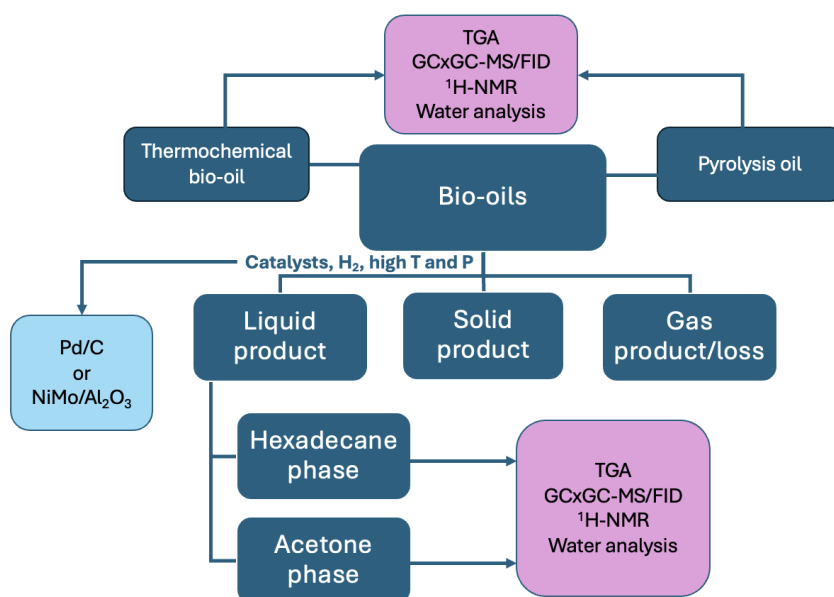 TGA
GCxGC-MS/FID
¹H-NMR
Water analysis
Thermochemical
bio-oil
Bio-oils
Pyrolysis oil
Catalysts, H₂, high T and P
Pd/C
or
NiMo/Al₂O₃
Liquid
product
Solid
product
Gas
product/loss
Hexadecane
phase
Acetone
phase
TGA
GCxGC-MS/FID
¹H-NMR
Water analysis